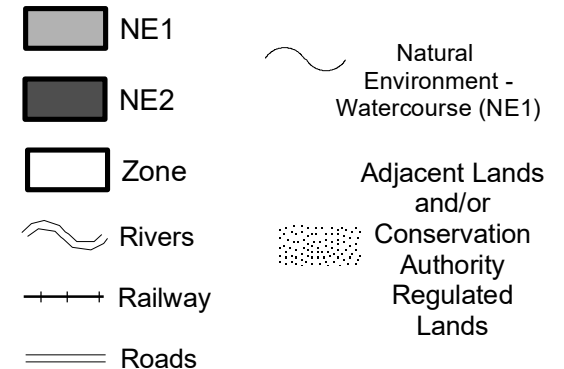 NE1
NE2
Zone
Rivers
Railway
Roads
Natural
Environment -
Watercourse (NE1)
Adjacent Lands
and/or
Conservation
Authority
Regulated
Lands